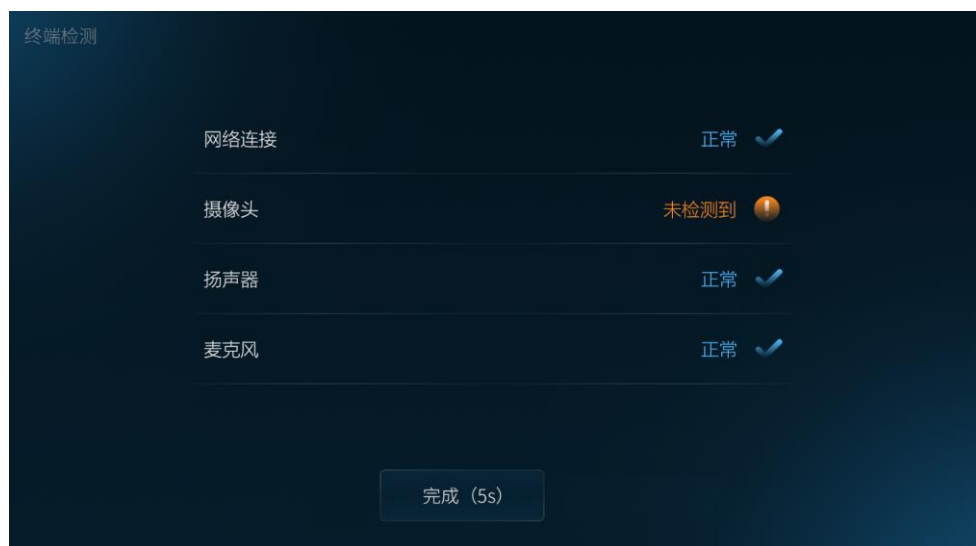 终端检测
网络连接 正常
摄像头 未检测到
扬声器 正常
麦克风 正常
完成（5s）